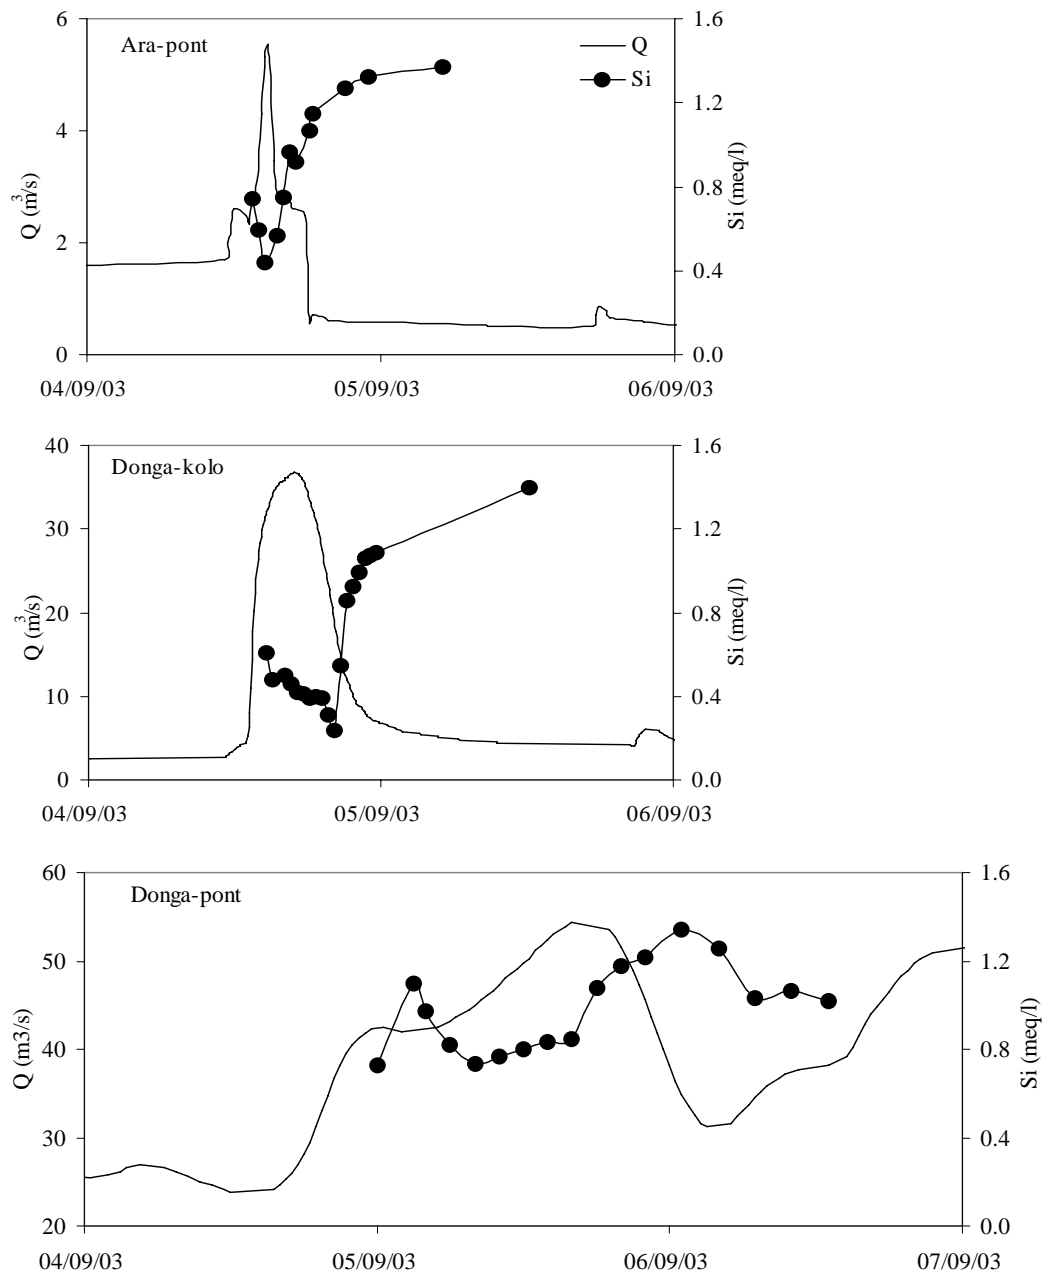 6 1.6
Ara-pont Q
Si
1.2
4
0.8
2
0.4
0 0.0
Q (m3/s)
Si (meq/l)
04/09/03 05/09/03 06/09/03
40 1.6
Donga-kolo
30 1.2
20 0.8
10 0.4
0 0.0
Q (m3/s)
Si (meq/l)
04/09/03 05/09/03 06/09/03
60 1.6
Donga-pont
50 1.2
40 0.8
30 0.4
20 0.0
Q (m3/s)
Si (meq/l)
04/09/03 05/09/03 06/09/03 07/09/03